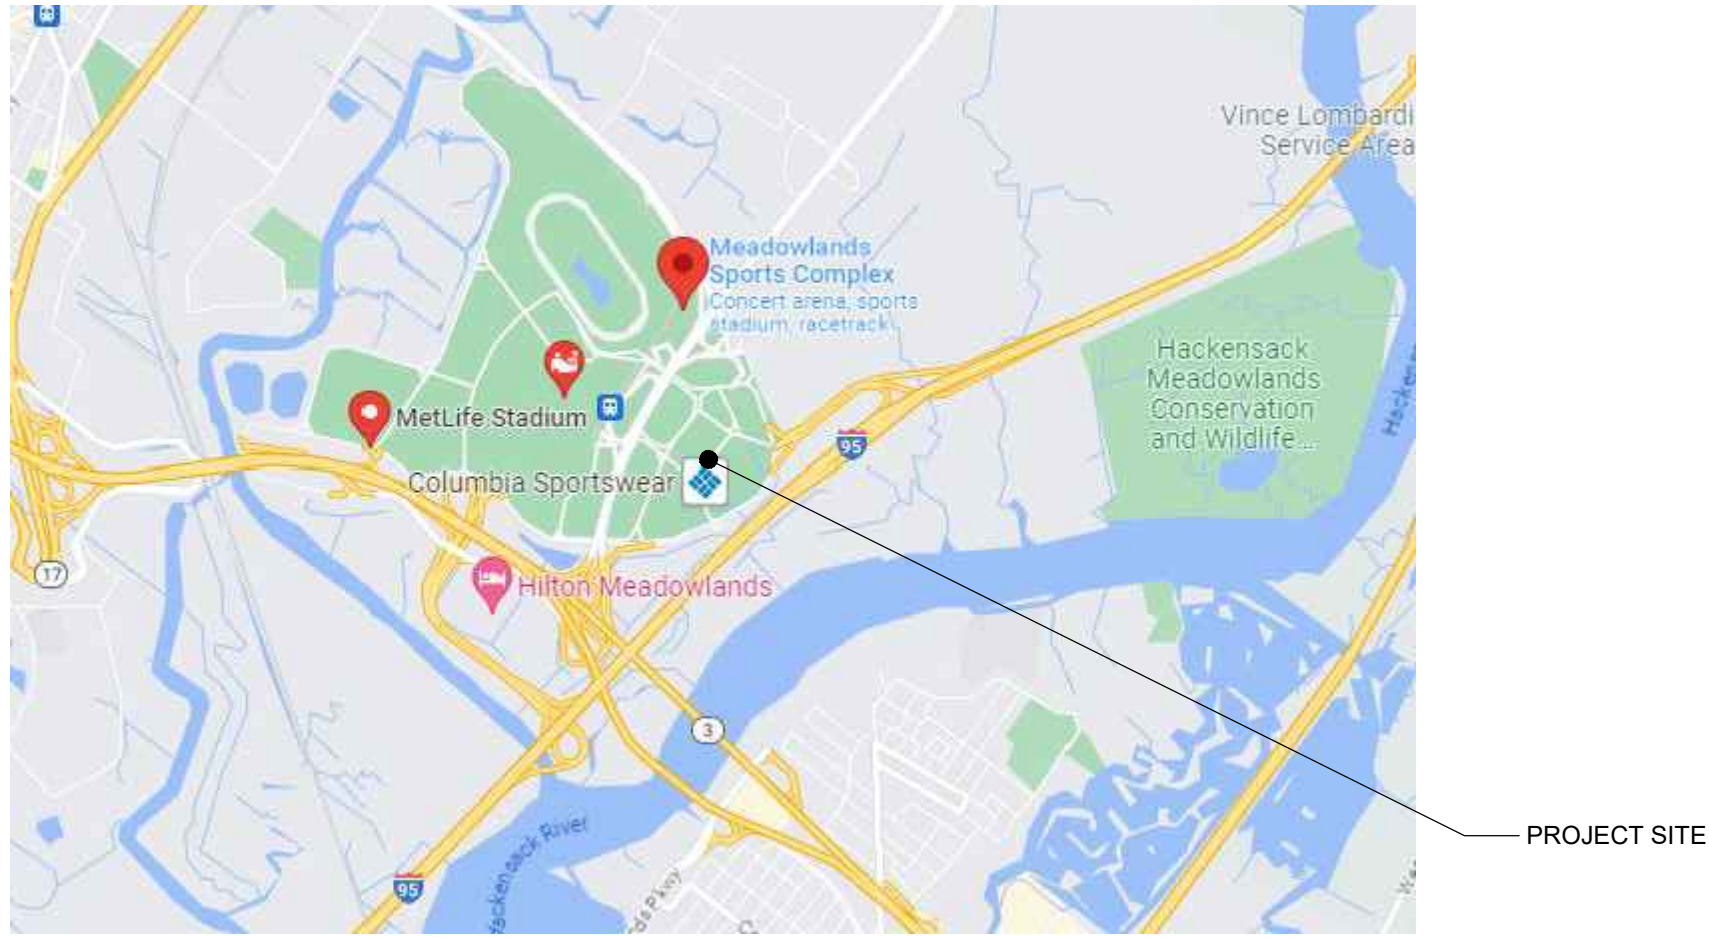 Vince Lombardi
Service Area
Meadowlands
Sports Complex
Concert arena, sports
stadium, racetrack
Hackensack
Meadowlands
Conservation
and Wildlife...
MetLife Stadium
95
Columbia Sportswear
17
Hilton Meadowlands
3
PROJECT SITE
Hackensack River
95